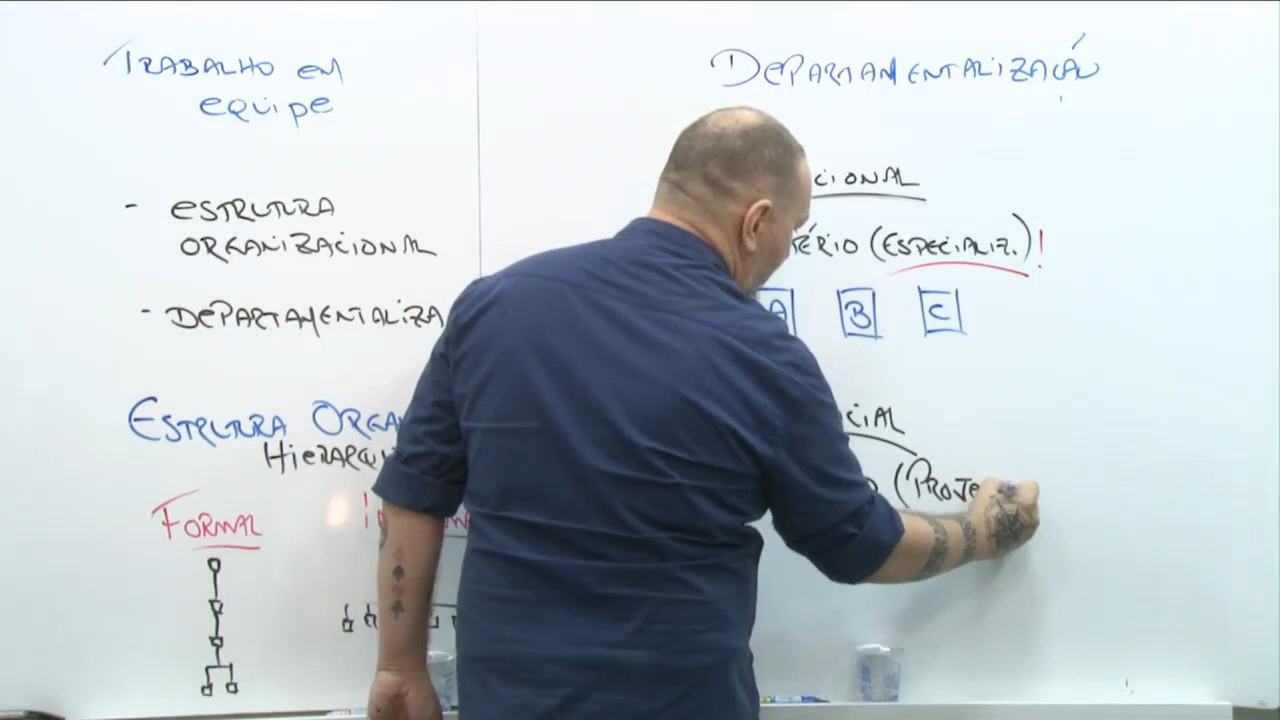 TRABALHO EM
EQUIPE
- ESTRUTURA
ORGANIZACIONAL
- DEPARTAMENTALIZA
ESTRUTURA ORGA
HIERARQU
FORMAL
DEPARTAMENTALIZAÇÃO
CIONAL
TÉRIO (ESPECIALIZ.)!
A B C
CIAL
(PROJE